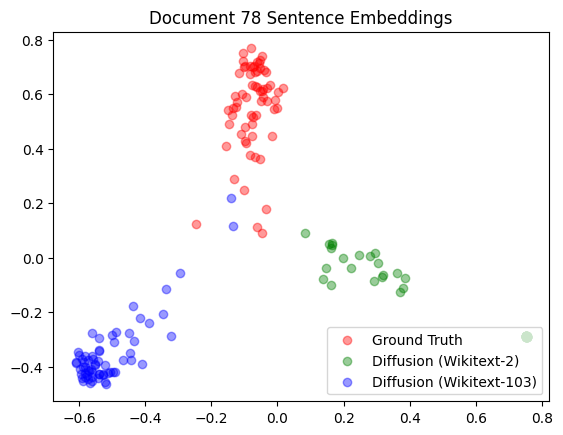 Document 78 Sentence Embeddings
0.8
0.6
0.4
0.2
0.0
−0.2
−0.4
−0.6 −0.4 −0.2 0.0 0.2 0.4 0.6 0.8
Ground Truth
Diffusion (Wikitext-2)
Diffusion (Wikitext-103)